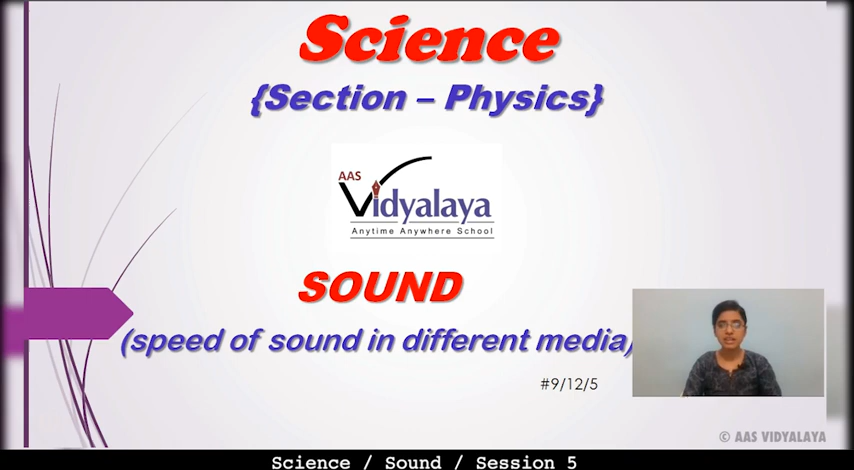 Science
{Section – Physics}
AAS
Vidyalaya
Anytime Anywhere School
SOUND
(speed of sound in different media)
#9/12/5
© AAS VIDYALAYA
Science / Sound / Session 5